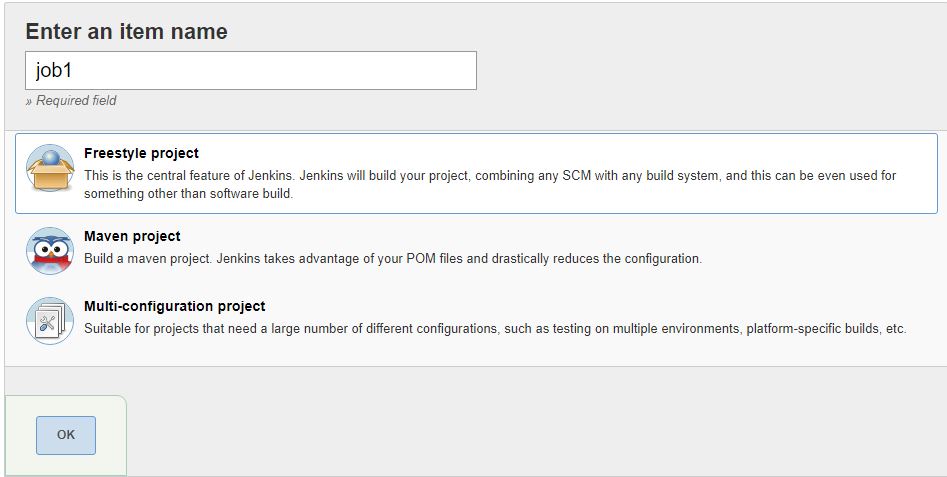 Enter an item name
job1
» Required field
Freestyle project
This is the central feature of Jenkins. Jenkins will build your project, combining any SCM with any build system, and this can be even used for
something other than software build.
Maven project
Build a maven project. Jenkins takes advantage of your POM files and drastically reduces the configuration.
Multi-configuration project
Suitable for projects that need a large number of different configurations, such as testing on multiple environments, platform-specific builds, etc.
OK